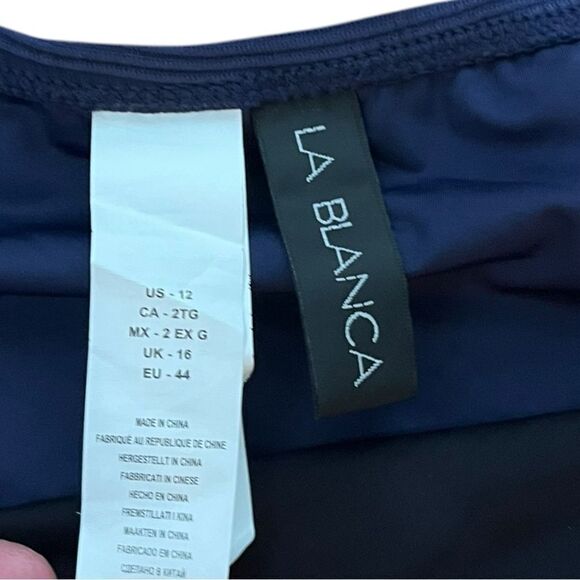 LA BLANCA
US - 12
CA - 2TG
MX - 2 EX G
UK - 16
EU - 44
MADE IN CHINA
FABRIQUÉ AU REPUBLIQUE DE CHINE
HERGESTELLT IN CHINA
FABBRICATI IN CINESE
HECHO EN CHINA
FREMSTILLATI I KINA
MAAKTEN IN CHINA
FABRICADO EM CHINA
СДЕЛАНО В КИТАЙ